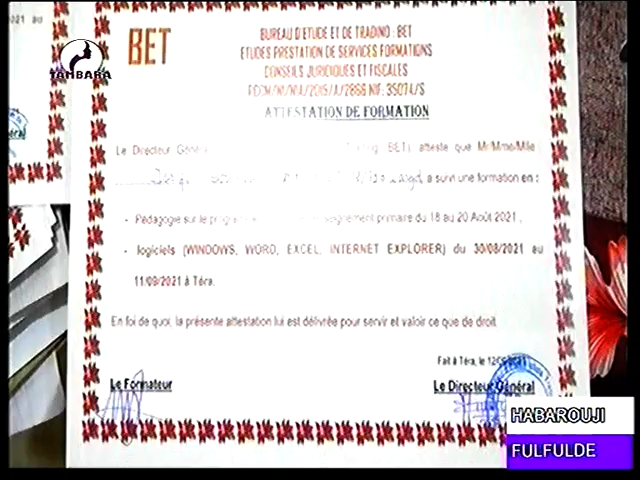 2021 au
TAMBARA
BET
BUREAU D'ETUDE ET DE TRADING : BET
ETUDES PRESTATION DE SERVICES FORMATIONS
CONSEILS JURIDIQUES ET FISCALES
ATTESTATION DE FORMATION
Le Directeur Général BET) atteste que Mr/Mme/Mlle
a suivi une formation en :
- Pédagogie sur le primaire du 18 au 20 Août 2021 ;
- logiciels (WINDOWS, WORD, EXCEL, INTERNET EXPLORER) du 30/08/2021 au
11/09/2021 à Téra.
En foi de quoi, la présente attestation lui est délivrée pour servir et valoir ce que de droit
Fait à Téra, le
Le Formateur
Le Directeur Général
HABAROUJI
FULFULDE